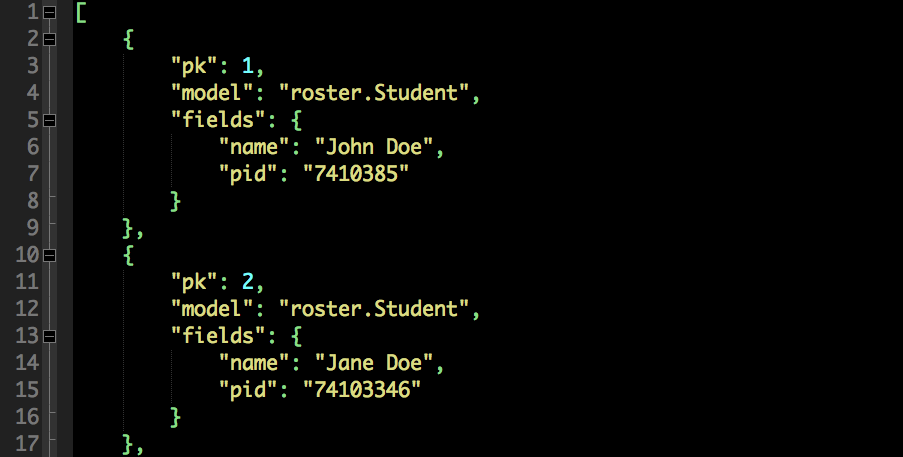 1 [
2     {
3         "pk": 1,
4         "model": "roster.Student",
5         "fields": {
6             "name": "John Doe",
7             "pid": "7410385"
8         }
9     },
10     {
11         "pk": 2,
12         "model": "roster.Student",
13         "fields": {
14             "name": "Jane Doe",
15             "pid": "74103346"
16         }
17     },